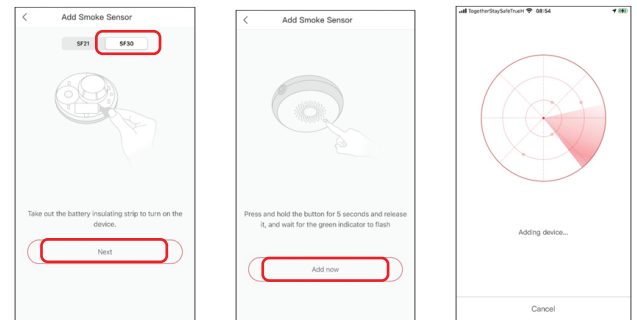 Add Smoke Sensor
SF21 SF30
Take out the battery insulating strip to turn on the
device.
Next
Add Smoke Sensor
Press and hold the button for 5 seconds and release
it, and wait for the green indicator to flash
Add now
TogetherStaySafeTrueH 08:54
Adding device...
Cancel